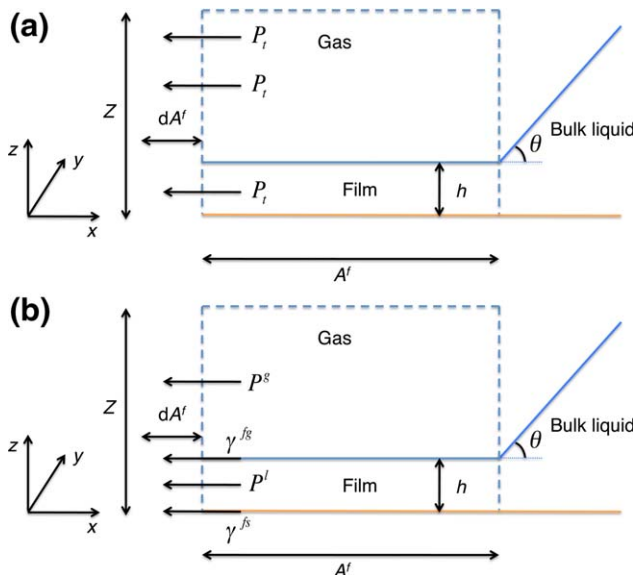 (a)
P_t
Gas
P_t
Z
dA^f
Bulk liquid
θ
z
y
P_t
Film
h
x
A^f
(b)
Gas
P^g
Z
dA^f
Bulk liquid
γ^{fg}
θ
z
y
P^l
Film
h
x
γ^{fs}
A^f